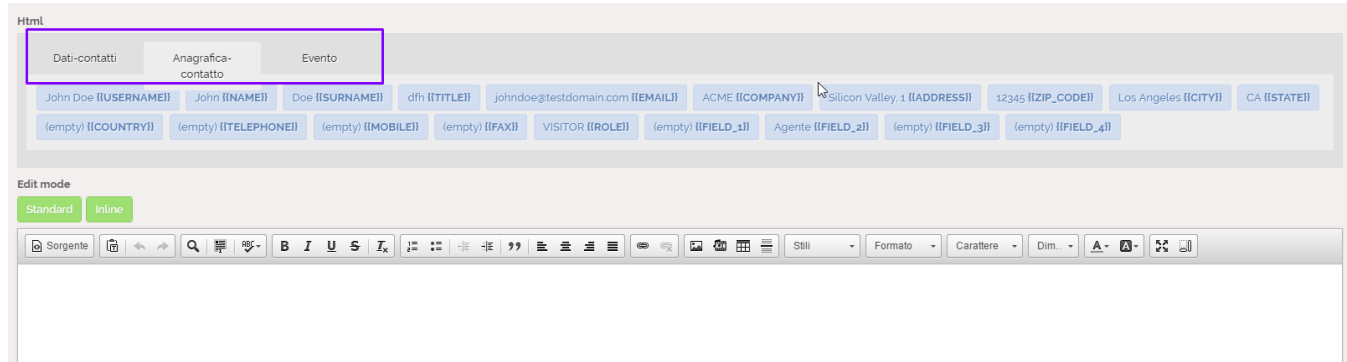 Html
Dati-contatti
Anagrafica-
contatto
Evento
John Doe {{USERNAME}} John {{NAME}} Doe {{SURNAME}} dfh {{TITLE}} johndoe@testdomain.com {{EMAIL}} ACME {{COMPANY}} Silicon Valley, 1 {{ADDRESS}} 12345 {{ZIP_CODE}} Los Angeles {{CITY}} CA {{STATE}}
(empty) {{COUNTRY}} (empty) {{TELEPHONE}} (empty) {{MOBILE}} (empty) {{FAX}} VISITOR {{ROLE}} (empty) {{FIELD_1}} Agente {{FIELD_2}} (empty) {{FIELD_3}} (empty) {{FIELD_4}}
Edit mode
Standard Inline
Sorgente B I U S Ix Stili Formato Carattere Dim... A A